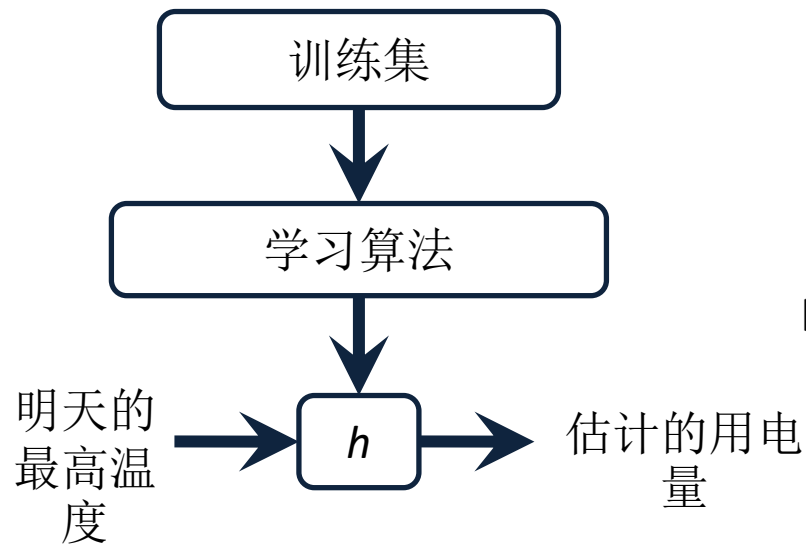 训练集
学习算法
明天的
最高温
度
h
估计的用电
量